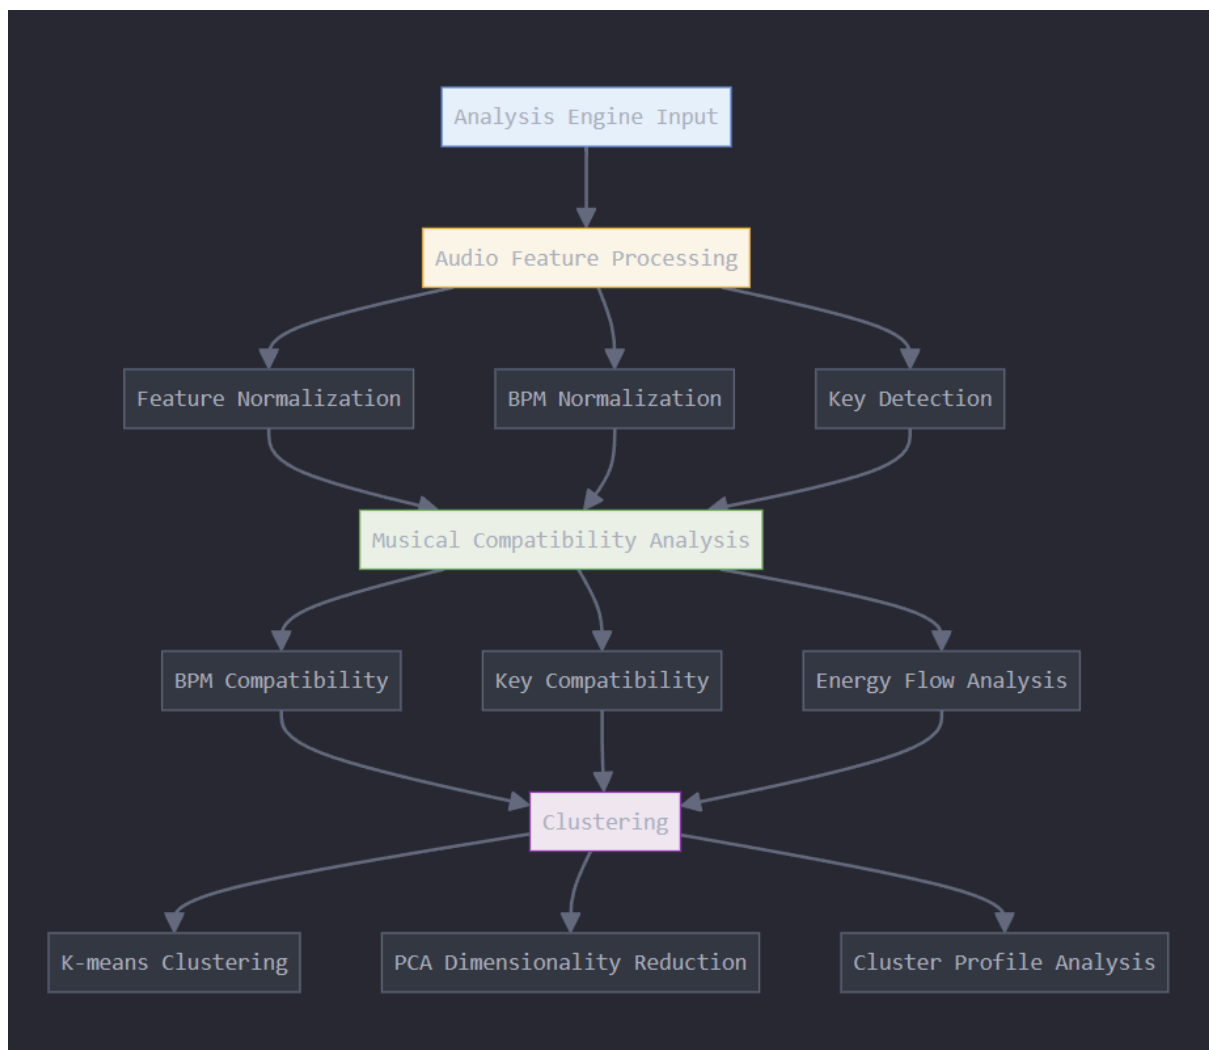 Analysis Engine Input
Audio Feature Processing
Feature Normalization
BPM Normalization
Key Detection
Musical Compatibility Analysis
BPM Compatibility
Key Compatibility
Energy Flow Analysis
Clustering
K-means Clustering
PCA Dimensionality Reduction
Cluster Profile Analysis